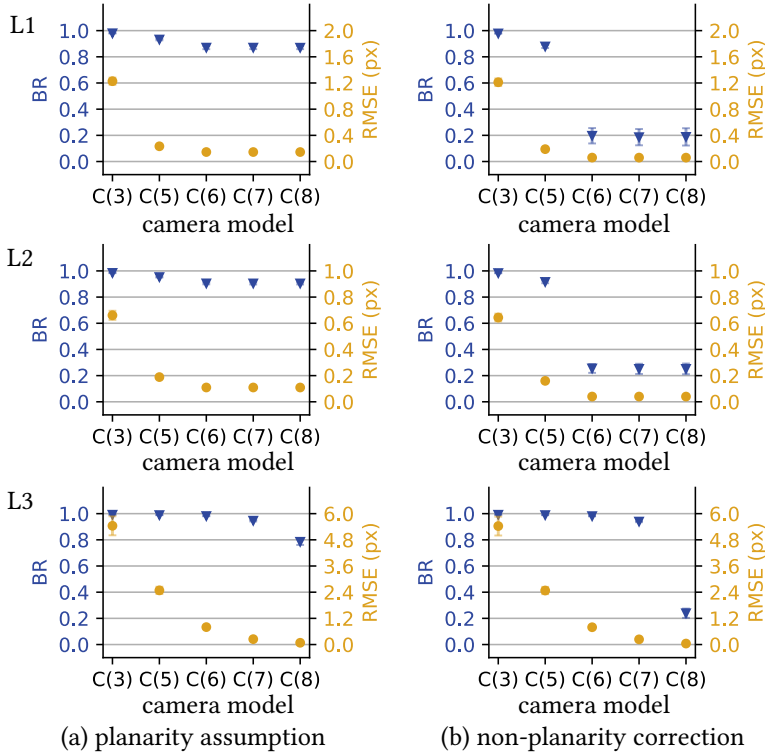 L1
1.0 2.0 1.0 2.0
0.8 1.6 0.8 1.6
0.6 1.2 0.6 1.2
0.4 0.8 0.4 0.8
0.2 0.4 0.2 0.4
0.0 0.0 0.0 0.0
BR RMSE (px) BR RMSE (px)
C(3) C(5) C(6) C(7) C(8) C(3) C(5) C(6) C(7) C(8)
camera model camera model
L2
1.0 1.0 1.0 1.0
0.8 0.8 0.8 0.8
0.6 0.6 0.6 0.6
0.4 0.4 0.4 0.4
0.2 0.2 0.2 0.2
0.0 0.0 0.0 0.0
BR RMSE (px) BR RMSE (px)
C(3) C(5) C(6) C(7) C(8) C(3) C(5) C(6) C(7) C(8)
camera model camera model
L3
1.0 6.0 1.0 6.0
0.8 4.8 0.8 4.8
0.6 3.6 0.6 3.6
0.4 2.4 0.4 2.4
0.2 1.2 0.2 1.2
0.0 0.0 0.0 0.0
BR RMSE (px) BR RMSE (px)
C(3) C(5) C(6) C(7) C(8) C(3) C(5) C(6) C(7) C(8)
camera model camera model
(a) planarity assumption (b) non-planarity correction